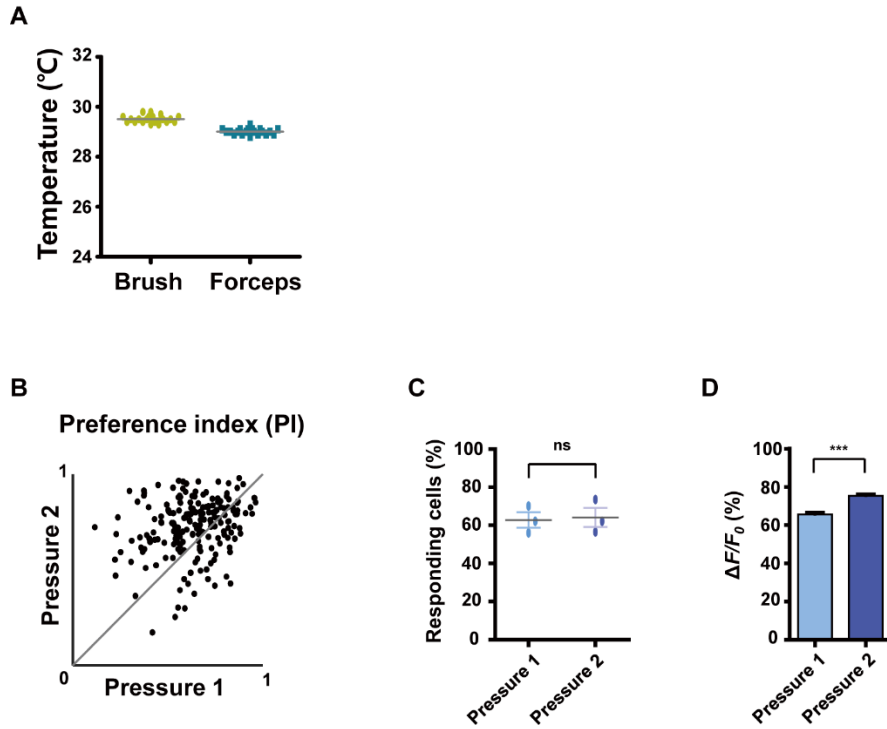 A
Temperature (°C)
32
30
28
26
24
Brush
Forceps
B
Preference index (PI)
1
Pressure 2
0
Pressure 1
1
C
Responding cells (%)
100
80
60
40
20
0
ns
Pressure 1
Pressure 2
D
ΔF/F0 (%)
100
80
60
40
20
0
***
Pressure 1
Pressure 2